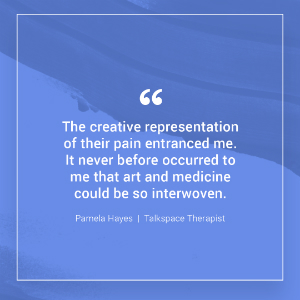 “
The creative representation
of their pain entranced me.
It never before occurred to
me that art and medicine
could be so interwoven.
Pamela Hayes | Talkspace Therapist